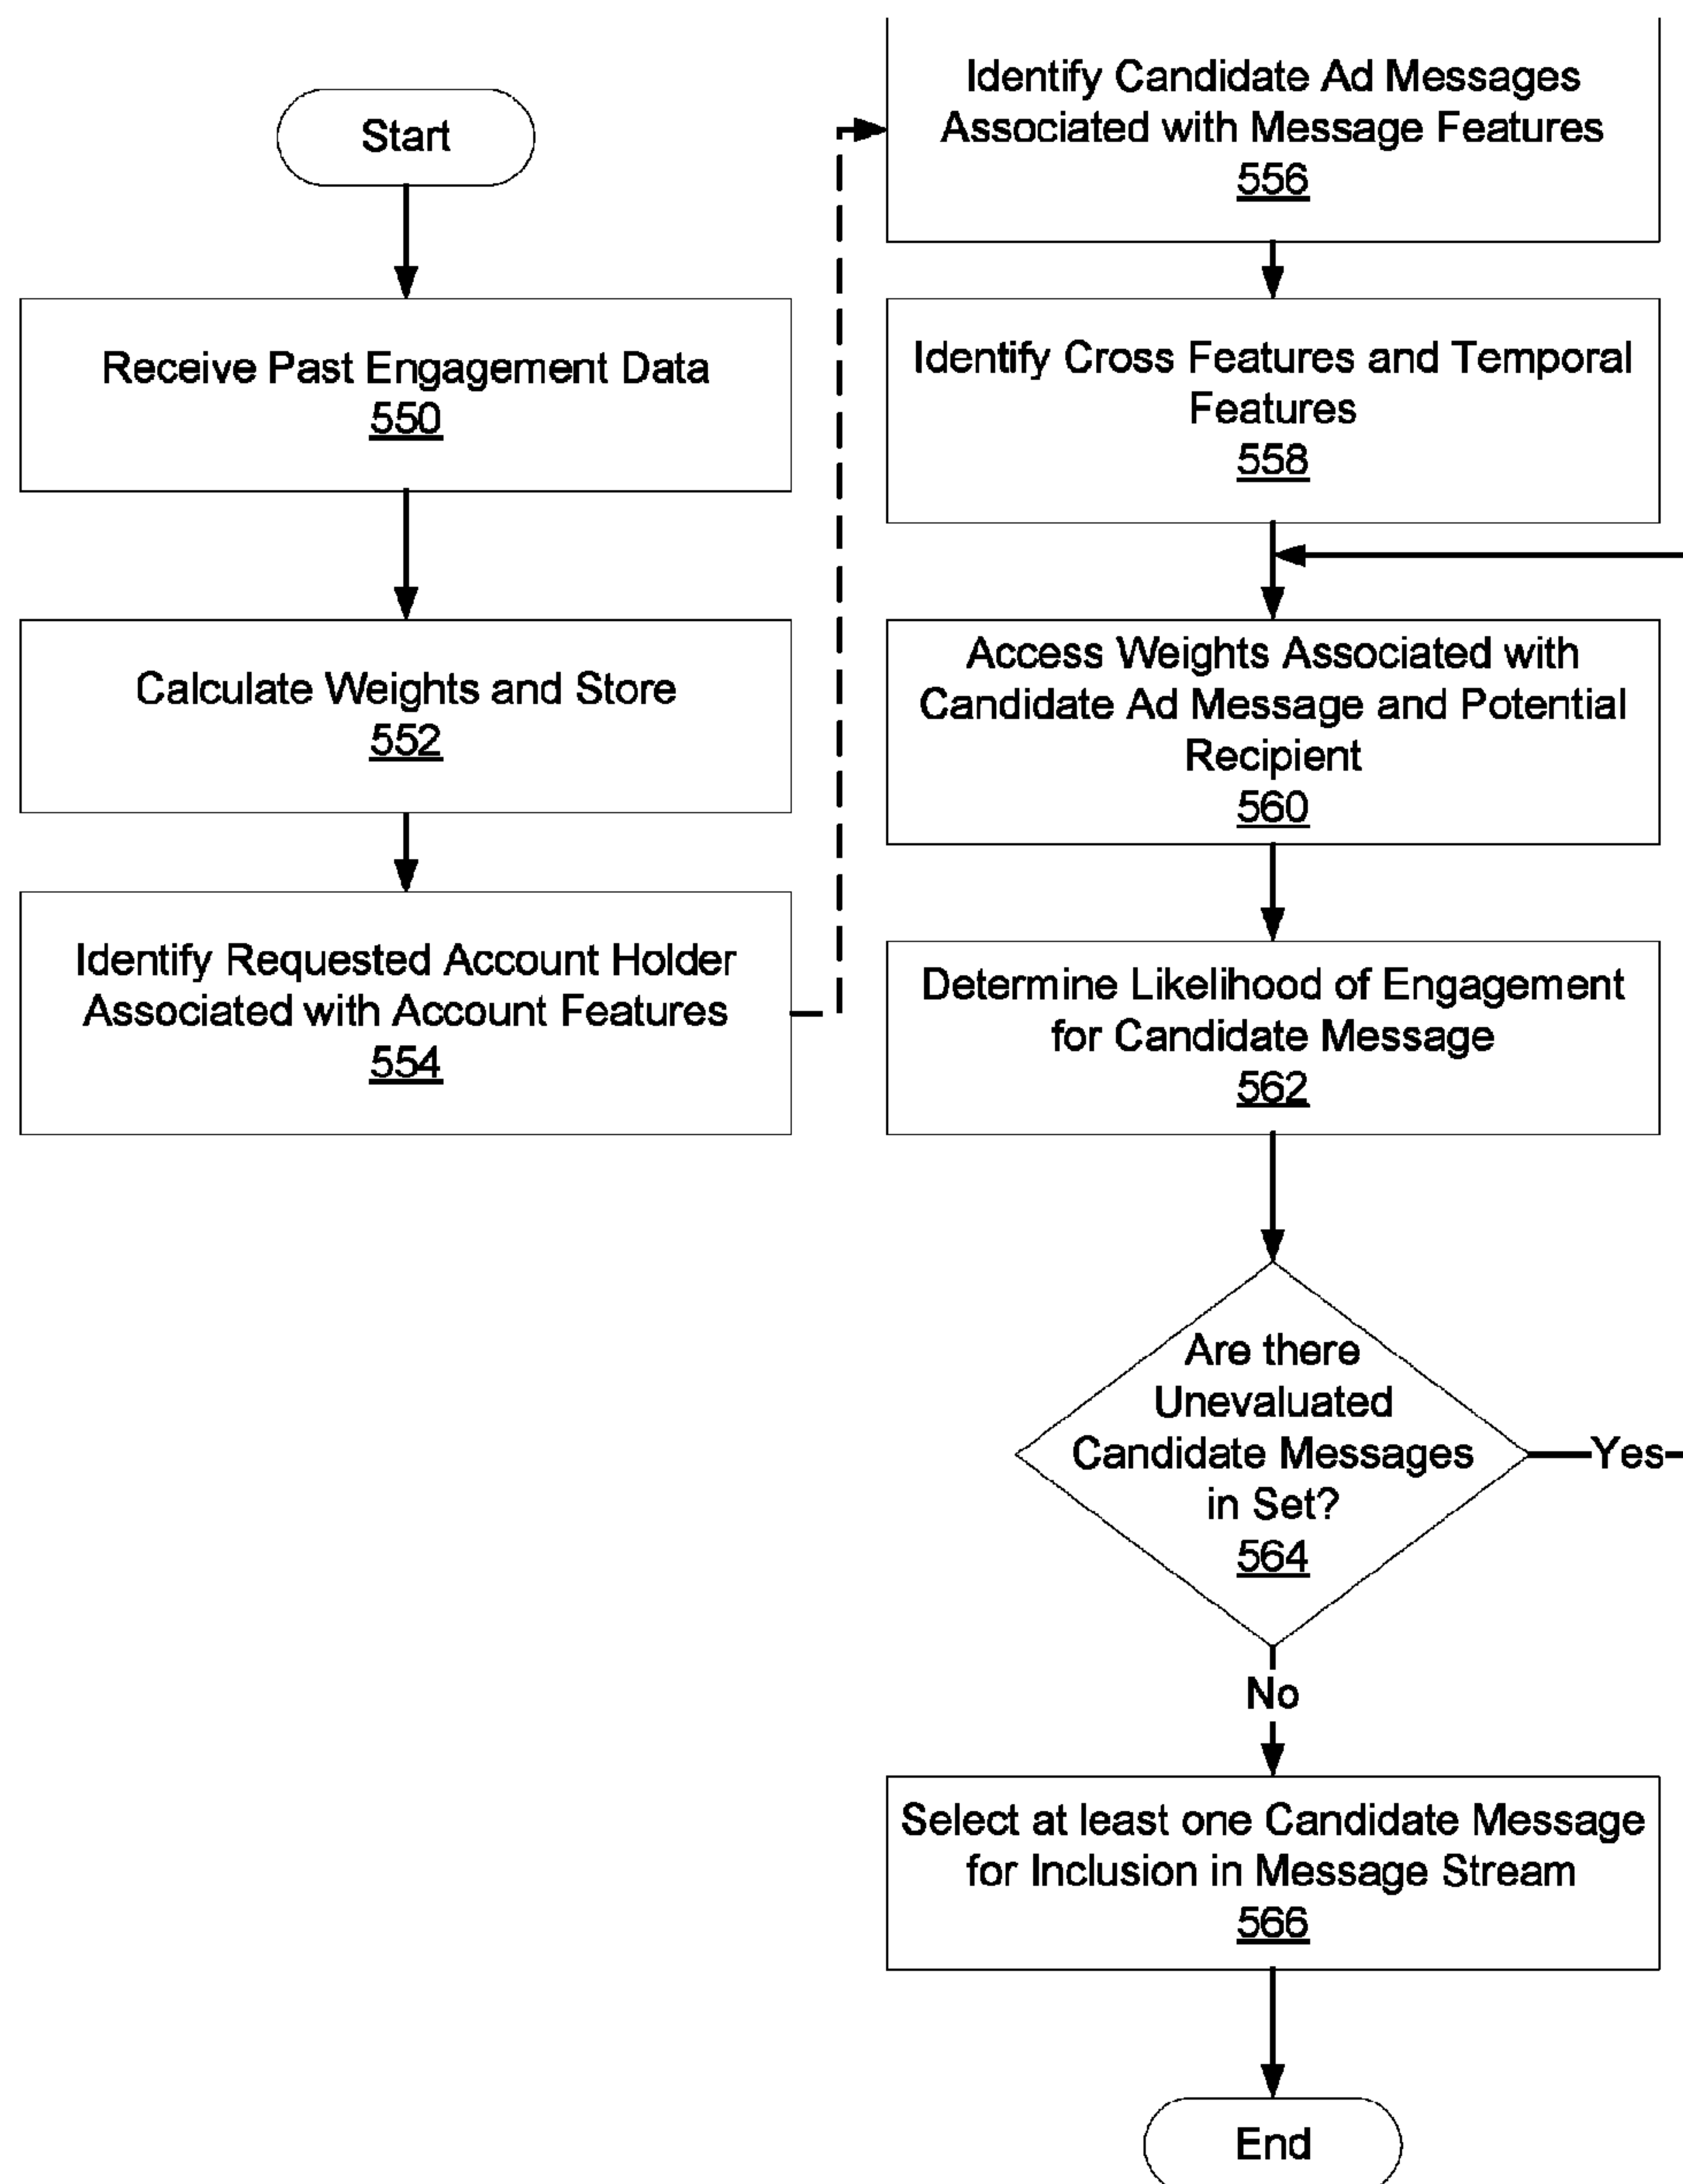 Start
Receive Past Engagement Data
550
Calculate Weights and Store
552
Identify Requested Account Holder
Associated with Account Features
554
Identify Candidate Ad Messages
Associated with Message Features
556
Identify Cross Features and Temporal
Features
558
Access Weights Associated with
Candidate Ad Message and Potential
Recipient
560
Determine Likelihood of Engagement
for Candidate Message
562
Are there
Unevaluated
Candidate Messages
in Set?
564
Yes
No
Select at least one Candidate Message
for Inclusion in Message Stream
566
End